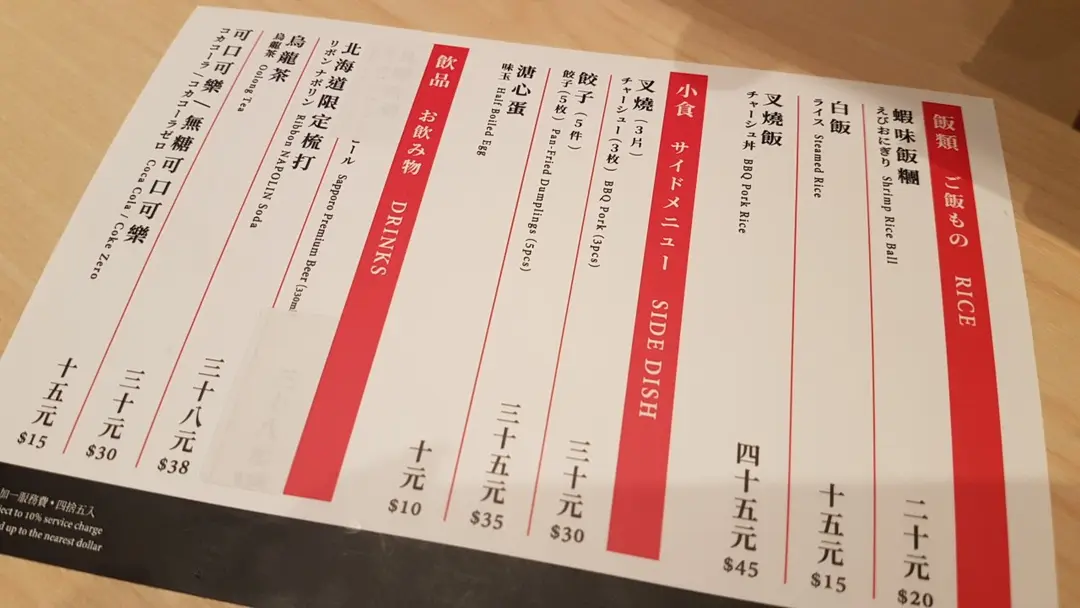 飯類 ご飯もの RICE
蝦味飯糰
えびおにぎり Shrimp Rice Ball
二十元
$20
白飯
ライス Steamed Rice
十五元
$15
叉燒飯
チャーシュ丼 BBQ Pork Rice
四十五元
$45
小食 サイドメニュー SIDE DISH
叉燒（3片）
チャーシュー（3枚） BBQ Pork (3pcs)
三十元
$30
餃子（5件）
餃子（5枚） Pan-Fried Dumplings (5pcs)
三十五元
$35
溏心蛋
味玉 Half Boiled Egg
十元
$10
飲品 お飲み物 DRINKS
ール Sapporo Premium Beer (330m
北海道限定梳打
リボン ナポリン Ribbon NAPOLIN Soda
三十八元
$38
烏龍茶
烏龍茶 Oolong Tea
三十元
$30
可口可樂 / 無糖可口可樂
コカコーラ / コカコーラゼロ Coca Cola / Coke Zero
十五元
$15
加一服務費・四捨五入
ect to 10% service charge
d up to the nearest dollar